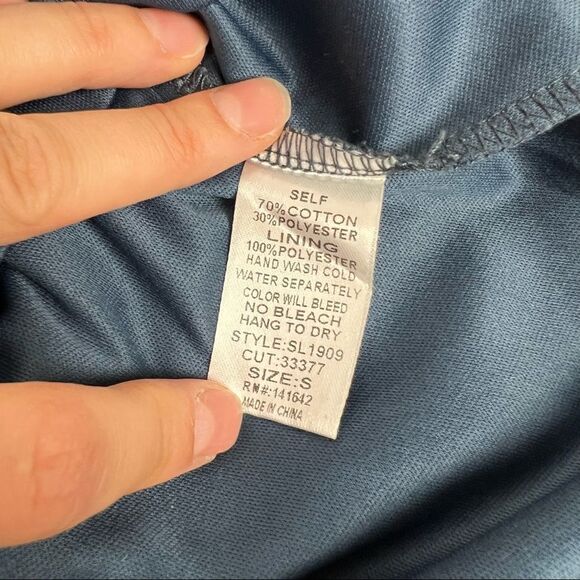 SELF
70%COTTON
30%POLYESTER
LINING
100%POLYESTER
HAND WASH COLD
WATER SEPARATELY
COLOR WILL BLEED
NO BLEACH
HANG TO DRY
STYLE:SL1909
CUT:33377
SIZE:S
RN#:141642
MADE IN CHINA